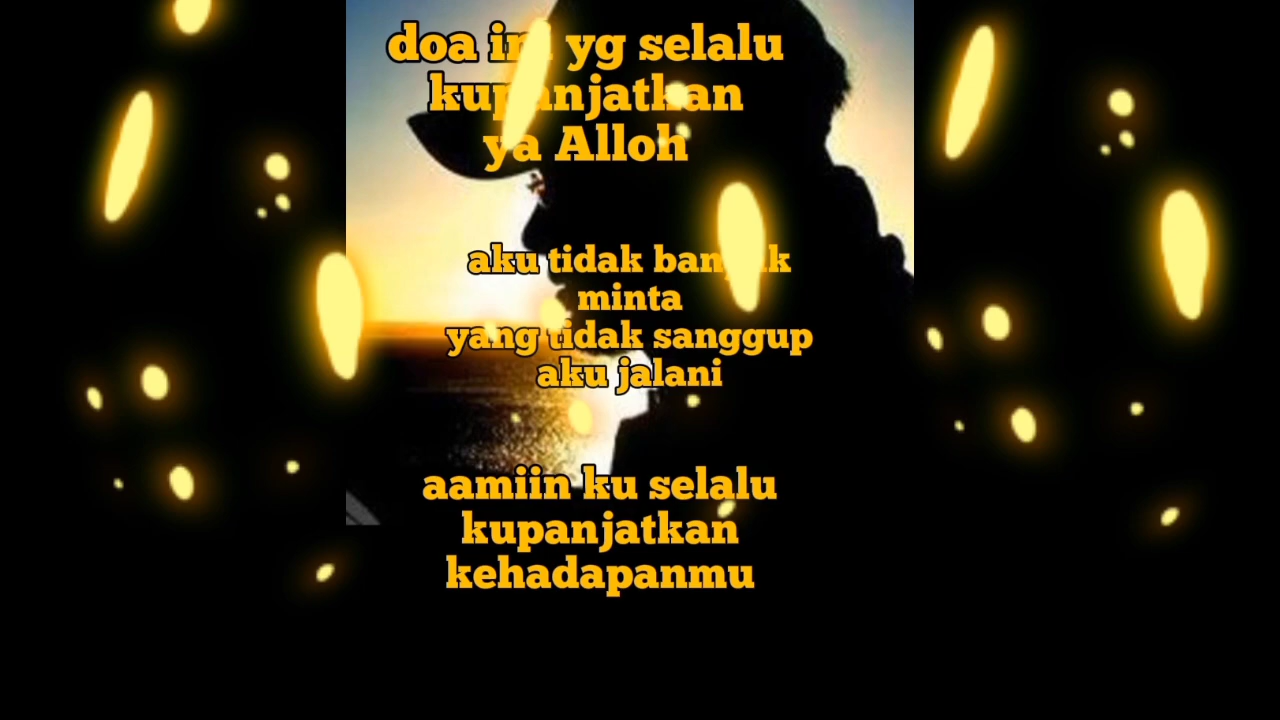 doa ini yg selalu
kupanjatkan
ya Alloh
aku tidak banyak
minta
yang tidak sanggup
aku jalani
aamiin ku selalu
kupanjatkan
kehadapanmu